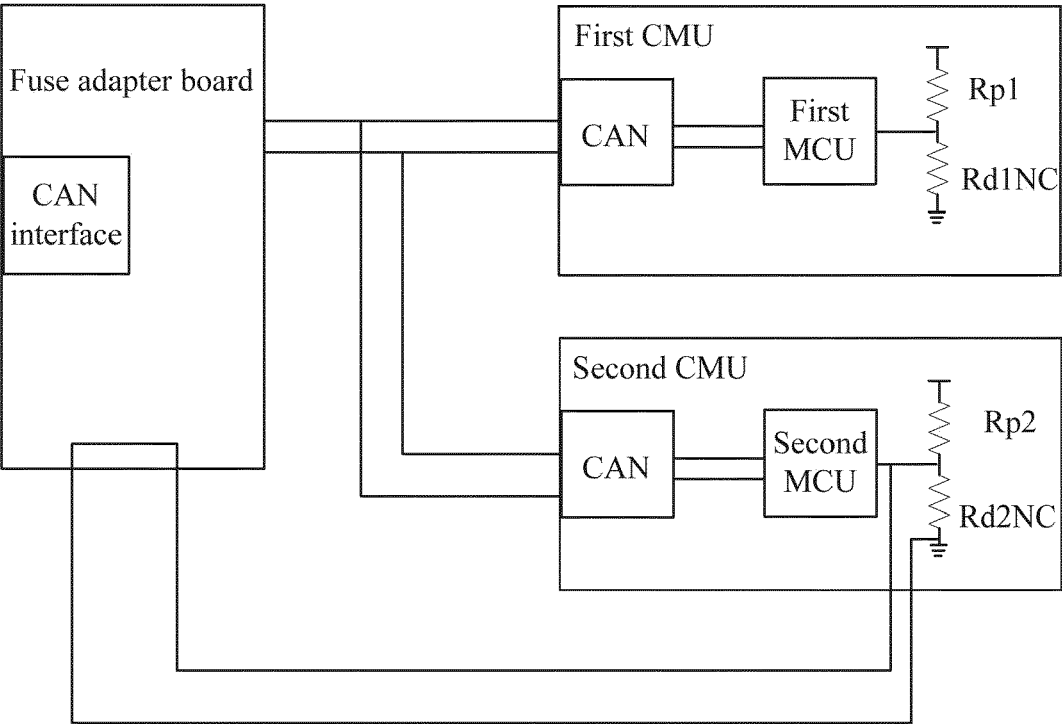 Fuse adapter board
CAN
interface
First CMU
CAN
First
MCU
Rp1
Rd1NC
Second CMU
CAN
Second
MCU
Rp2
Rd2NC